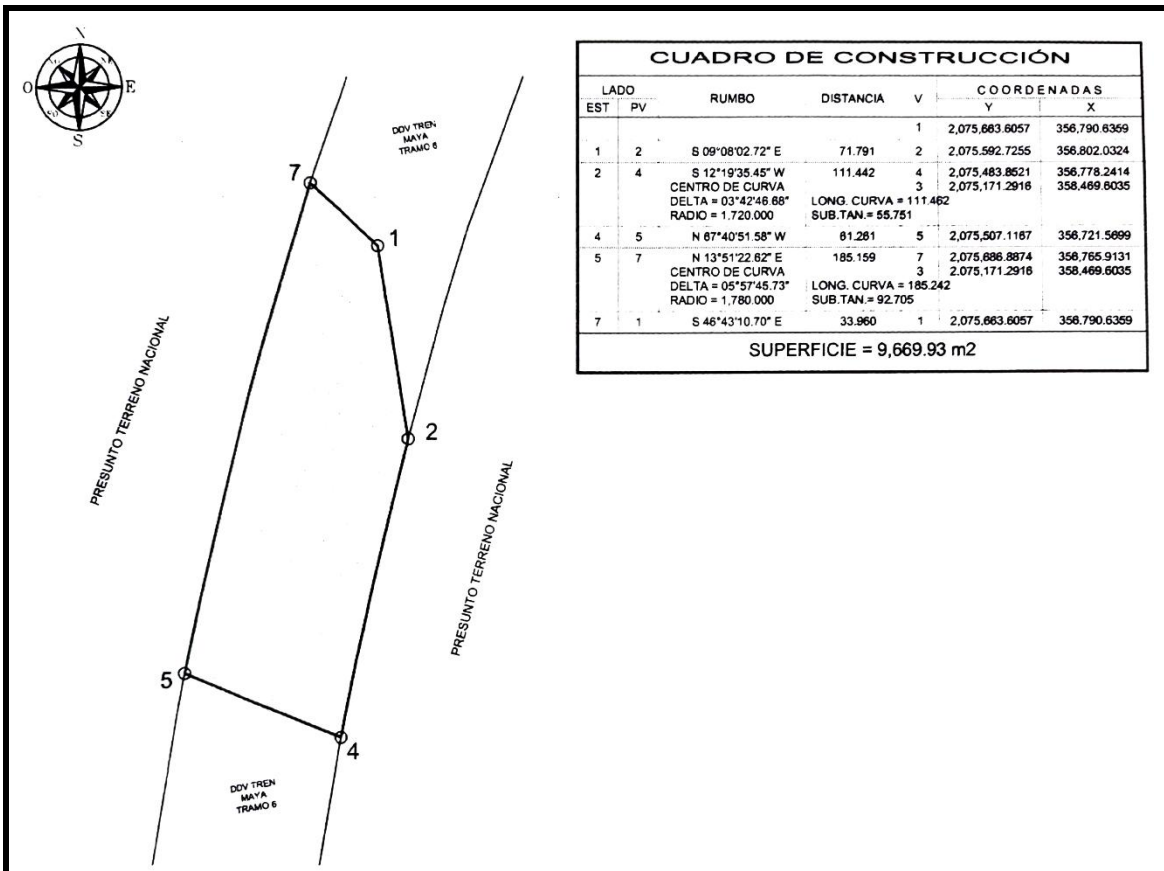 N
O
E
S
DDV TREN
MAYA
TRAMO 6
7
1
PRESUNTO TERRENO NACIONAL
2
PRESUNTO TERRENO NACIONAL
5
4
DDV TREN
MAYA
TRAMO 6
CUADRO DE CONSTRUCCIÓN
LADO RUMBO DISTANCIA V COORDENADAS
EST PV Y X
1 2,075,663.6057 356,790.6359
1 2 S 09°08'02.72" E 71.791 2 2,075,592.7255 356,802.0324
2 4 S 12°19'35.45" W 111.442 4 2,075,483.8521 356,778.2414
CENTRO DE CURVA 3 2,075,171.2916 358,469.6035
DELTA = 03°42'46.68" LONG. CURVA = 111.462
RADIO = 1,720.000 SUB.TAN.= 55.751
4 5 N 67°40'51.58" W 61.261 5 2,075,507.1167 356,721.5699
5 7 N 13°51'22.62" E 185.159 7 2,075,686.8874 356,765.9131
CENTRO DE CURVA 3 2,075,171.2916 358,469.6035
DELTA = 05°57'45.73" LONG. CURVA = 185.242
RADIO = 1,780.000 SUB.TAN.= 92.705
7 1 S 46°43'10.70" E 33.960 1 2,075,663.6057 356,790.6359
SUPERFICIE = 9,669.93 m2